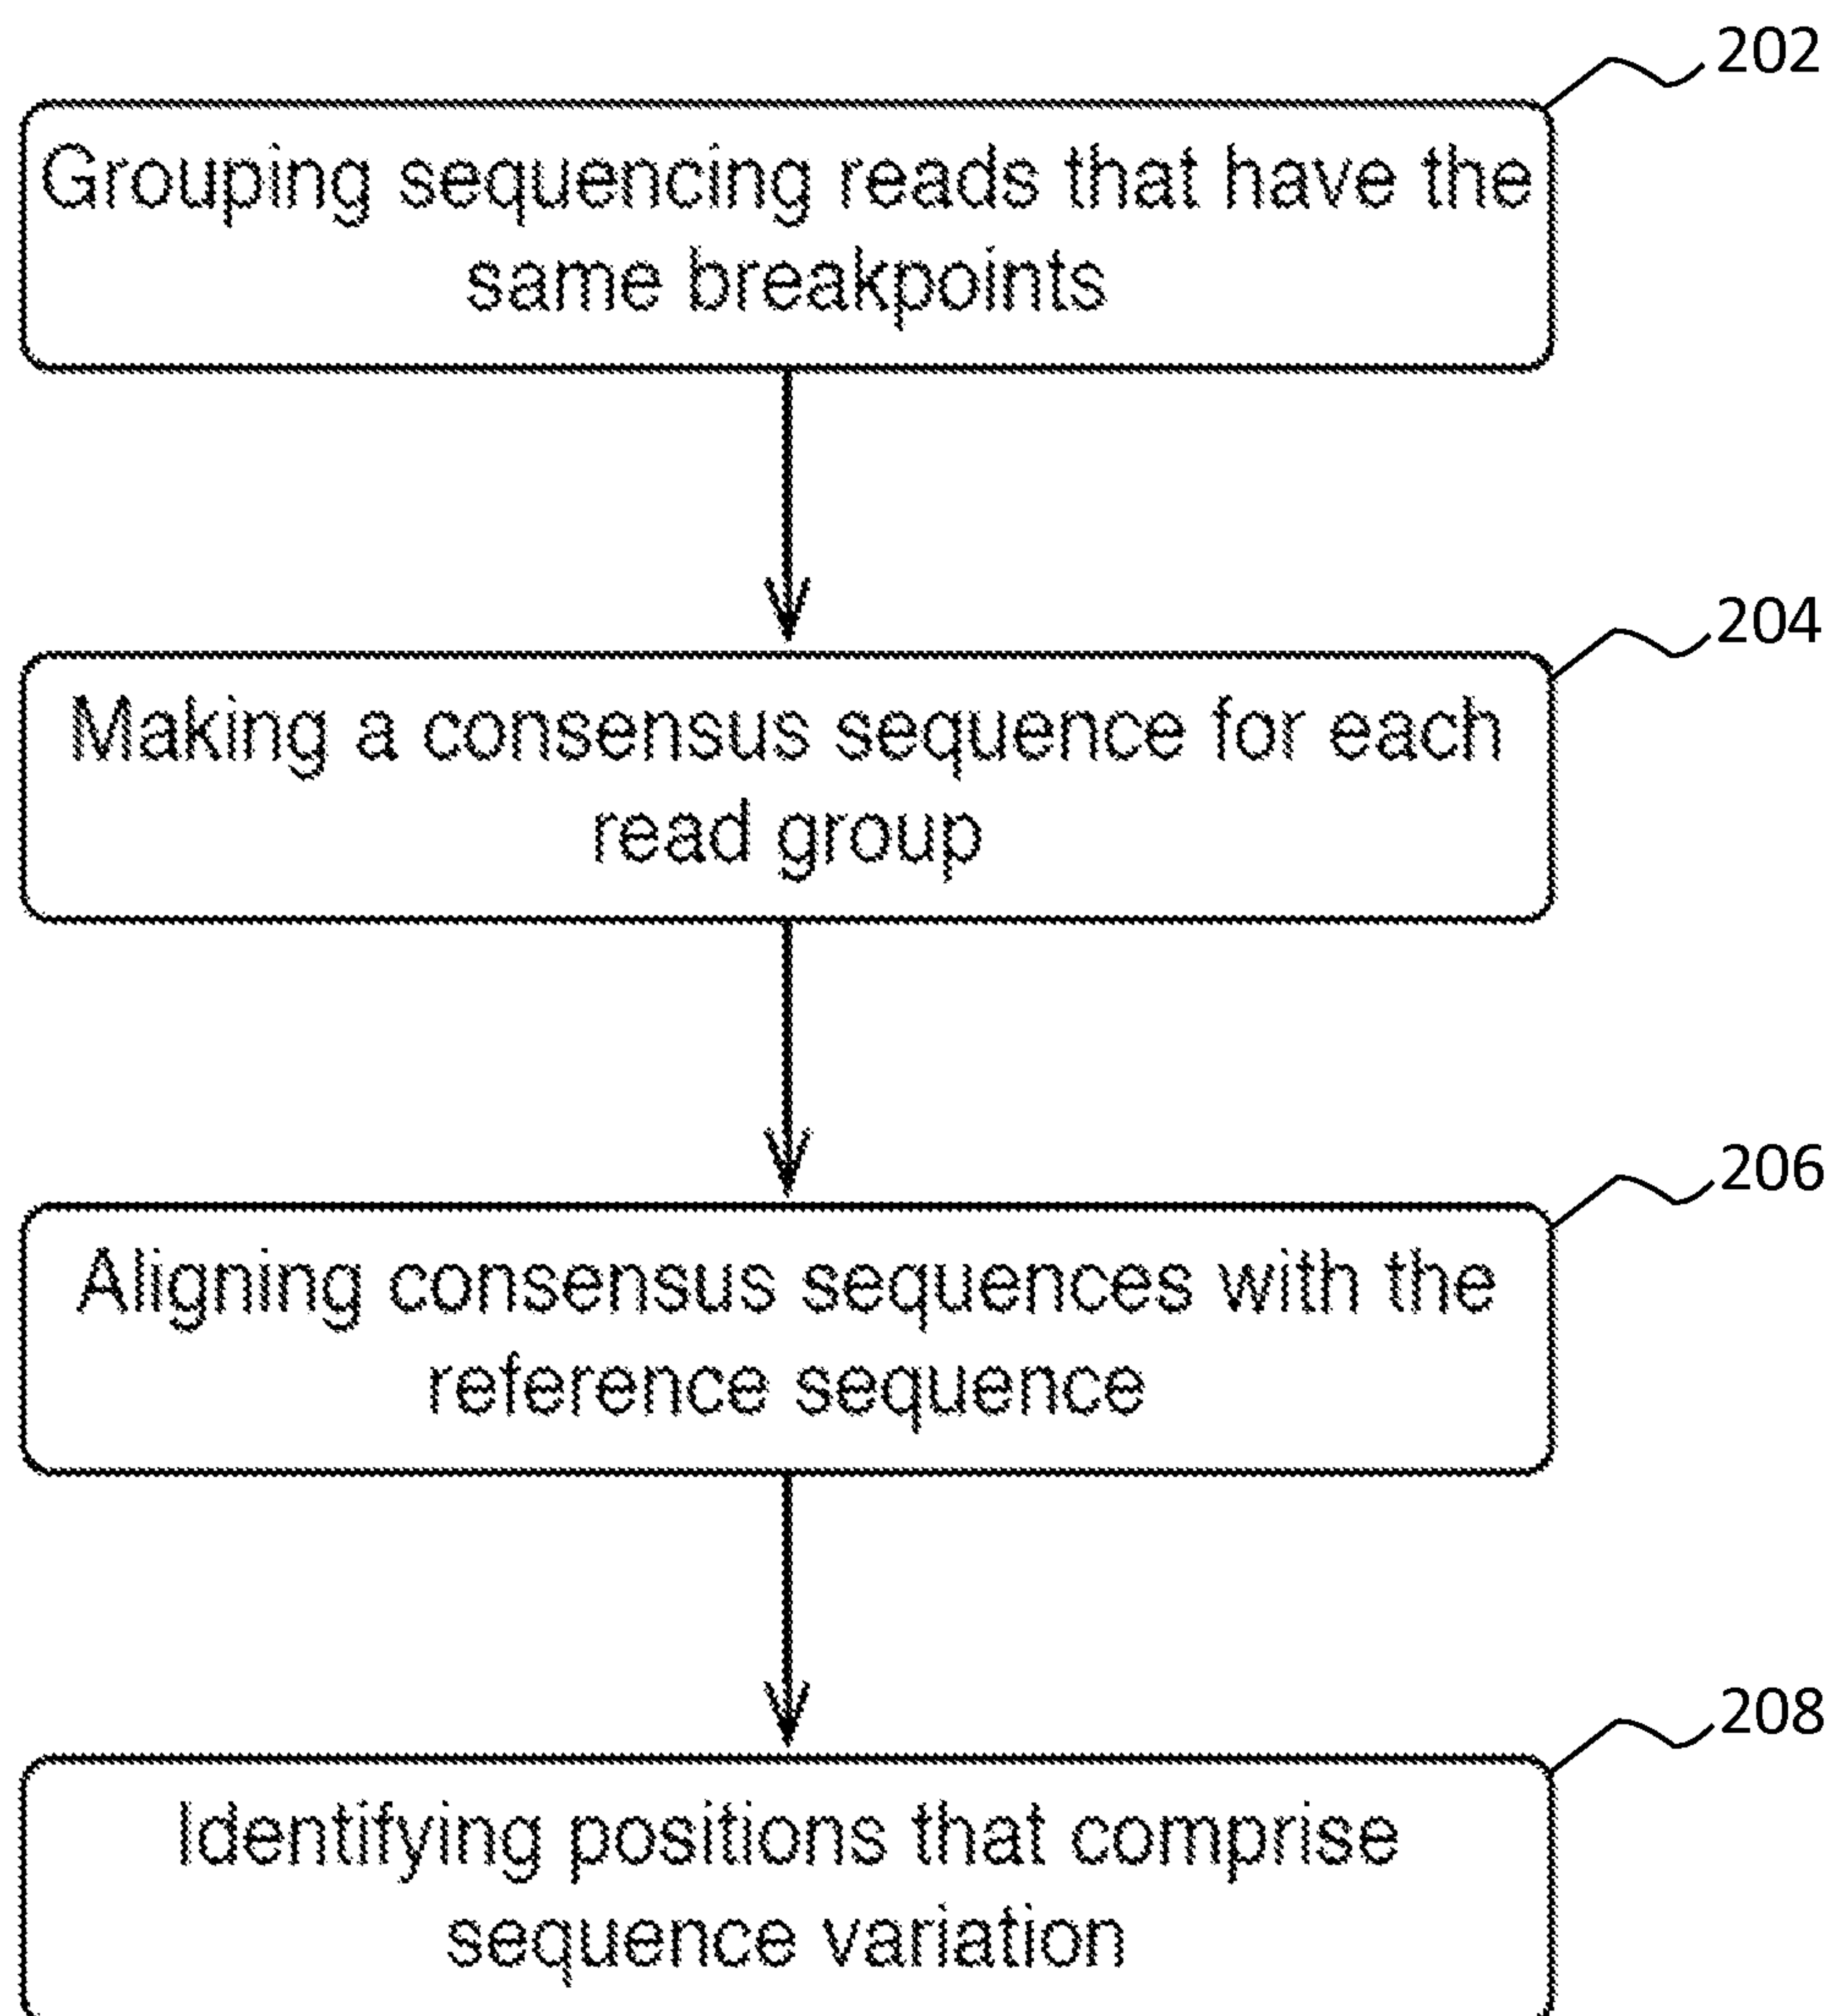 202
Grouping sequencing reads that have the
same breakpoints
204
Making a consensus sequence for each
read group
206
Aligning consensus sequences with the
reference sequence
208
Identifying positions that comprise
sequence variation